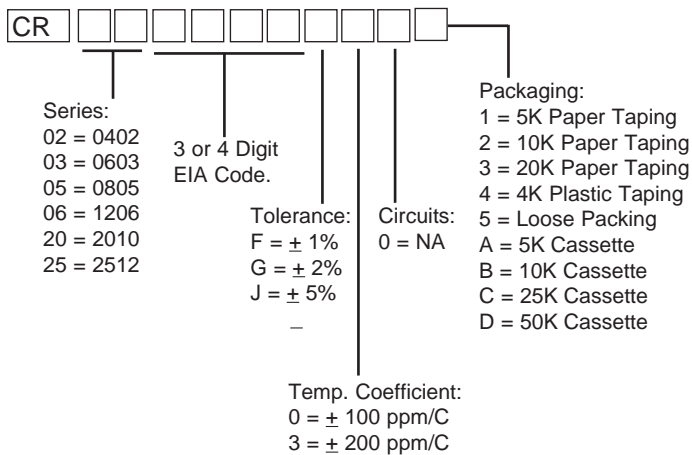 CR
Series:
02 = 0402
03 = 0603
05 = 0805
06 = 1206
20 = 2010
25 = 2512
3 or 4 Digit
EIA Code.
Tolerance:
F = ± 1%
G = ± 2%
J = ± 5%
_
Temp. Coefficient:
0 = ± 100 ppm/C
3 = ± 200 ppm/C
Circuits:
0 = NA
Packaging:
1 = 5K Paper Taping
2 = 10K Paper Taping
3 = 20K Paper Taping
4 = 4K Plastic Taping
5 = Loose Packing
A = 5K Cassette
B = 10K Cassette
C = 25K Cassette
D = 50K Cassette